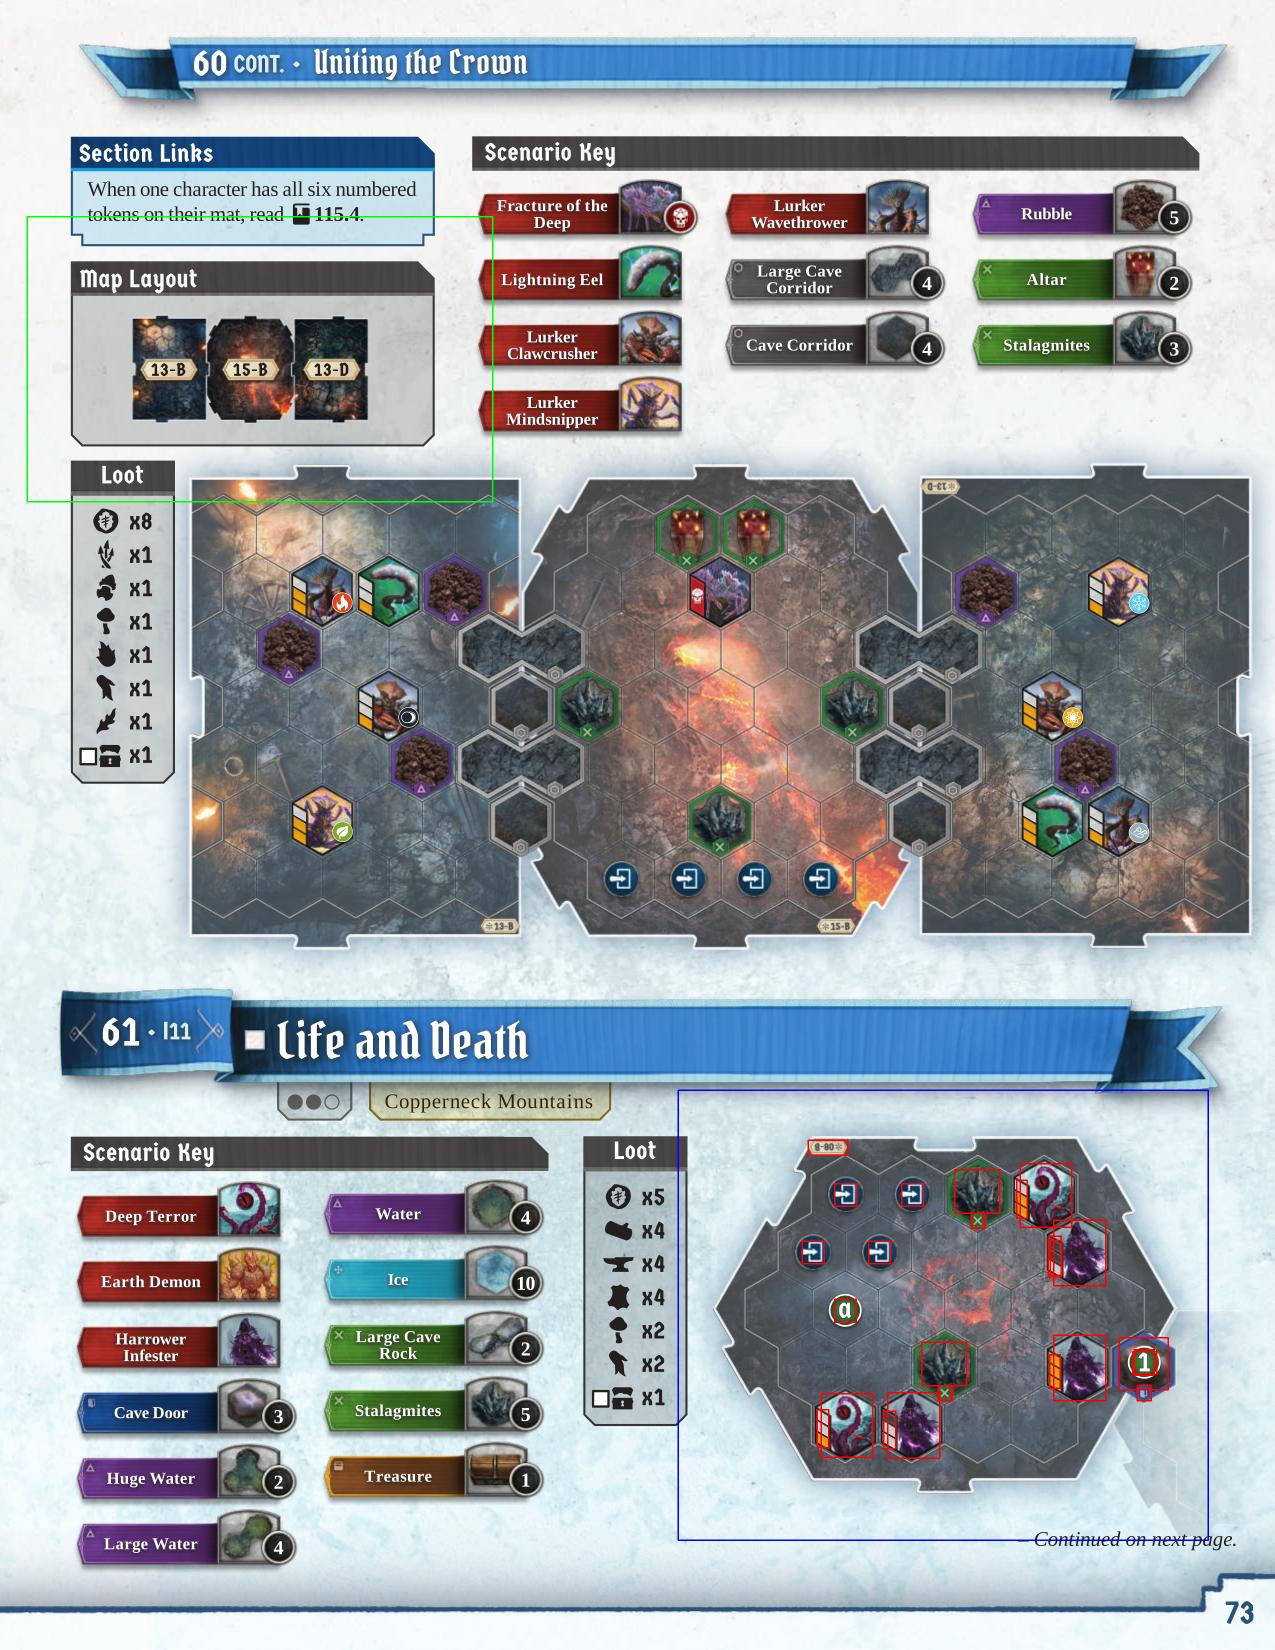 60 CONT. · Uniting the Crown
Section Links
When one character has all six numbered
tokens on their mat, read 115.4.
Map Layout
13-B
15-B
13-D
Scenario Key
Fracture of the
Deep
Lightning Eel
Lurker
Clawcrusher
Lurker
Mindsnipper
Lurker
Wavethrower
Large Cave
Corridor
4
Cave Corridor
4
Rubble
5
Altar
2
Stalagmites
3
Loot
x8
x1
x1
x1
x1
x1
x1
x1
13-D
13-B
15-B
61 · I11
Life and Death
Copperneck Mountains
Scenario Key
Deep Terror
Earth Demon
Harrower
Infester
Cave Door
3
Huge Water
2
Large Water
4
Water
4
Ice
10
Large Cave
Rock
2
Stalagmites
5
Treasure
1
Loot
x5
x4
x4
x4
x2
x2
x1
a
1
– Continued on next page.
73